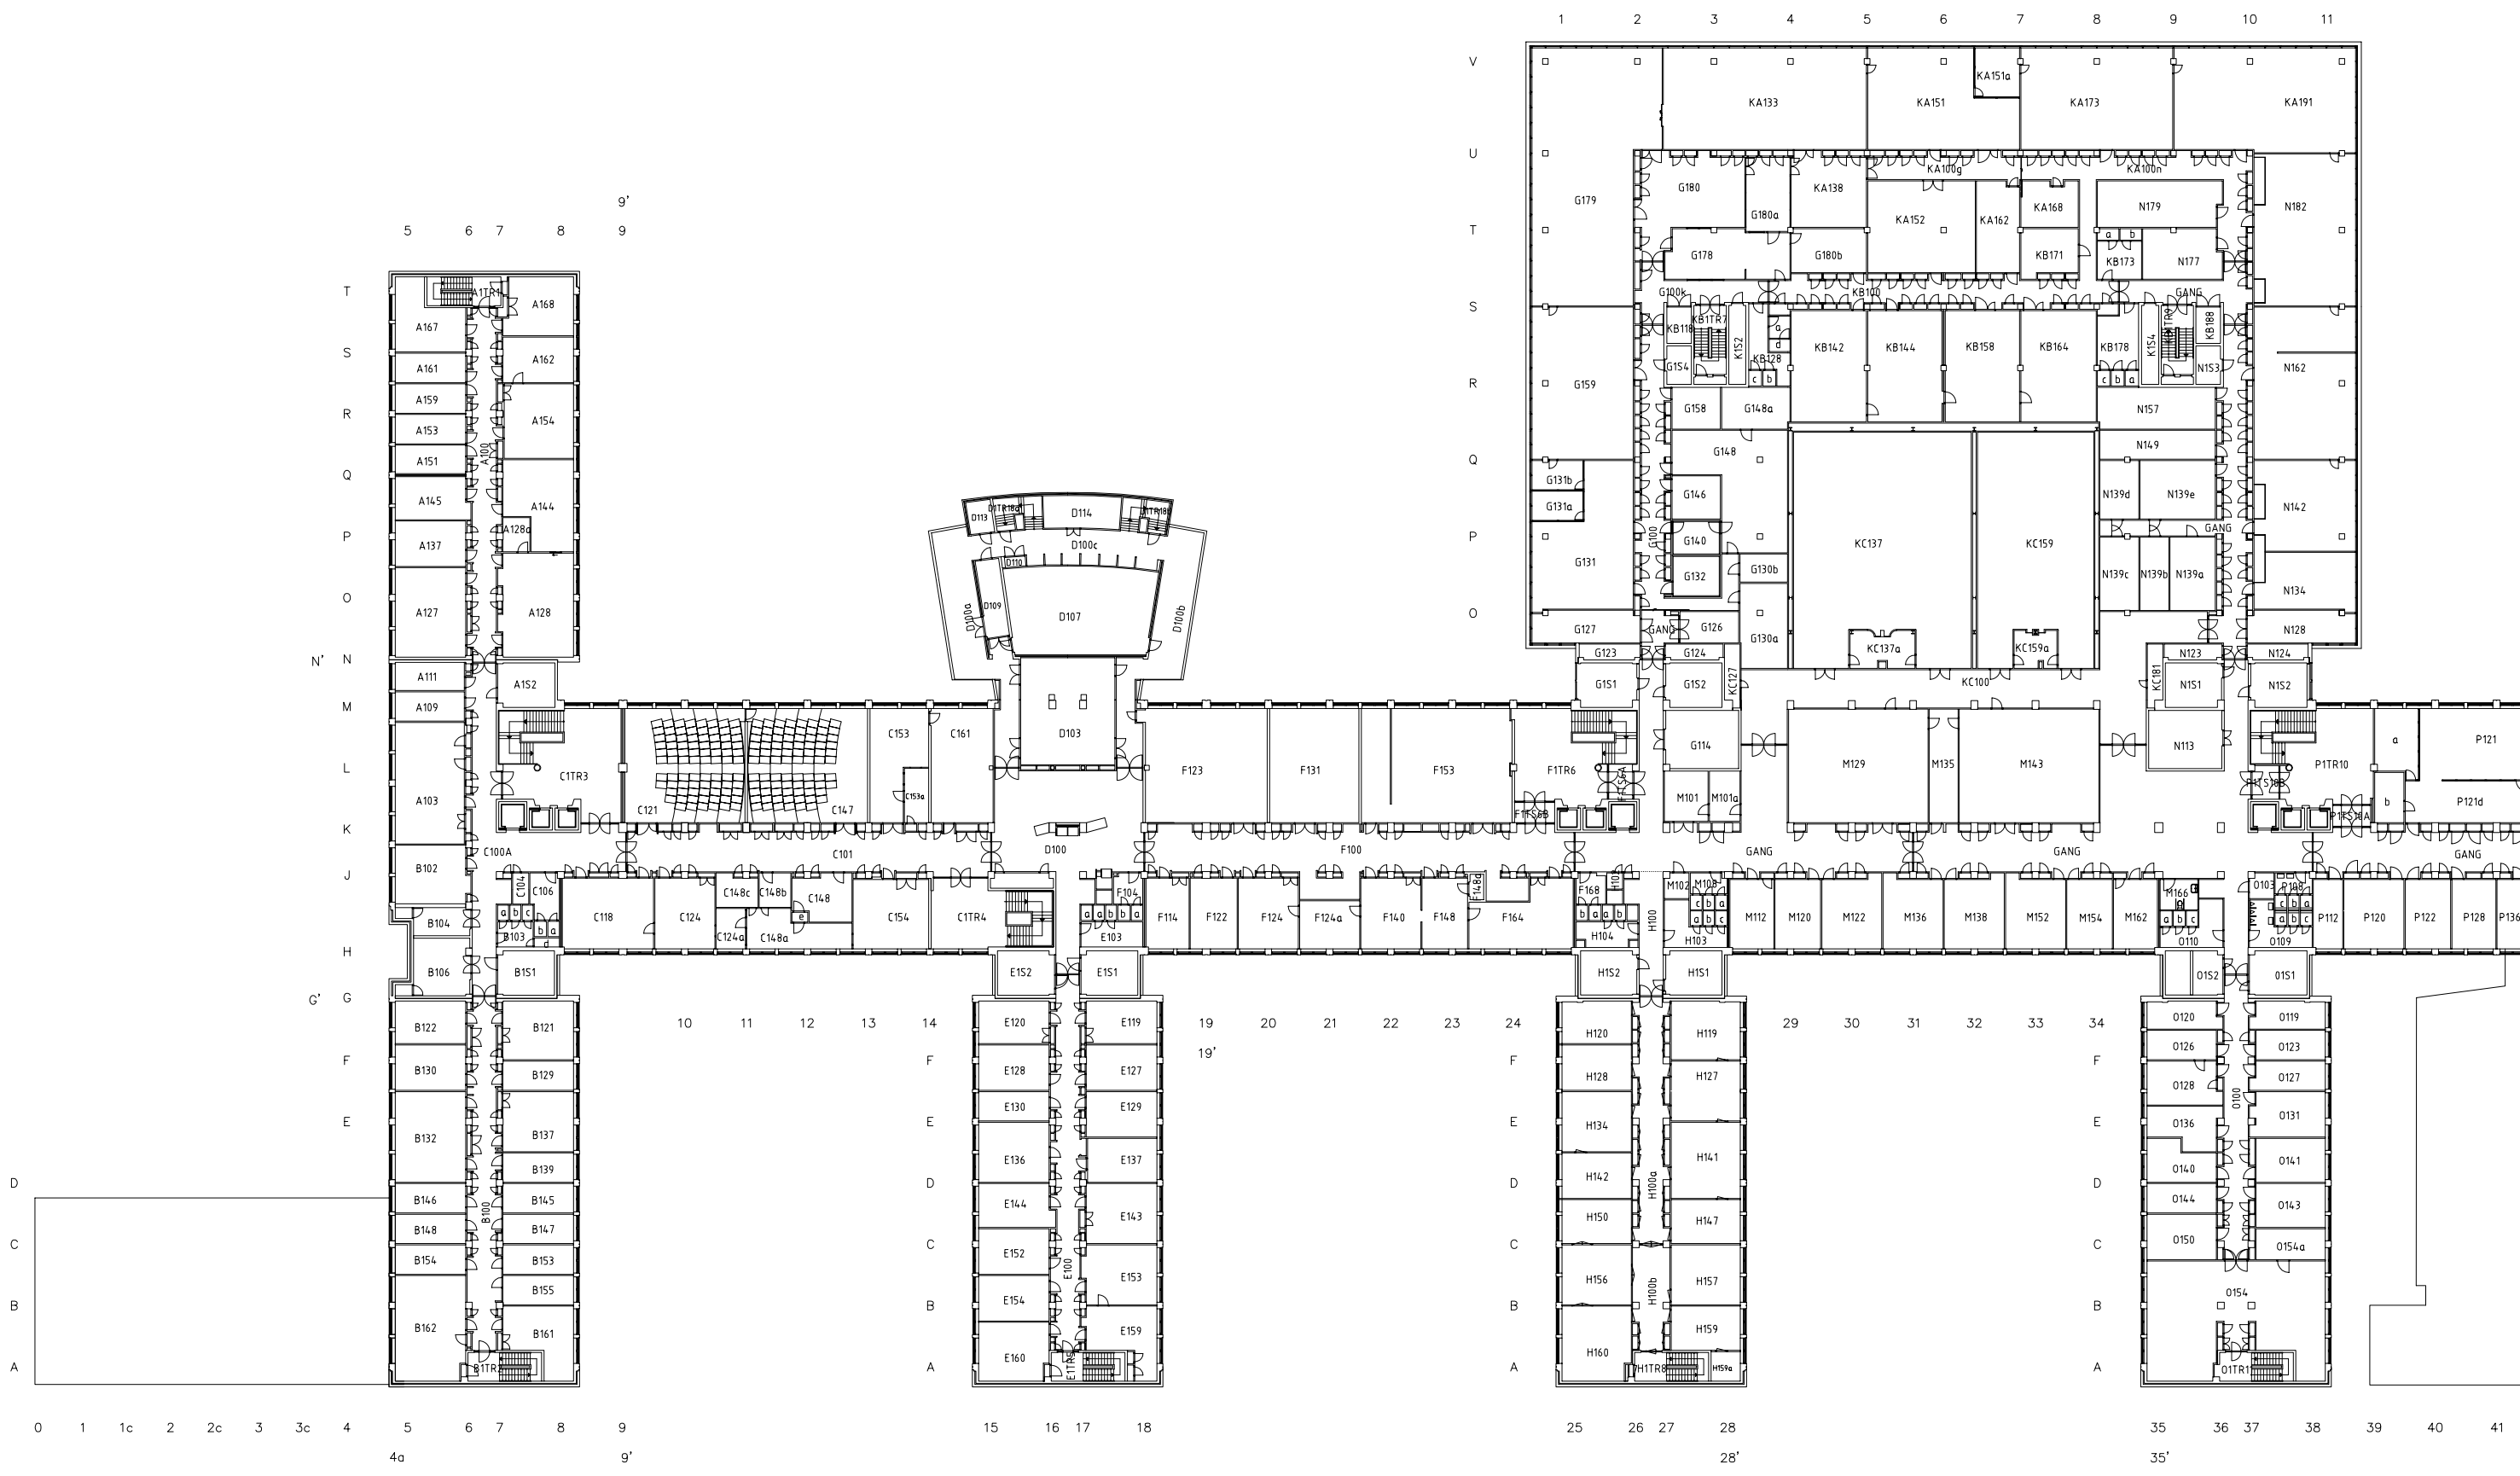 1 2 3 4 5 6 7 8 9 10 11
V
KA151a
KA133 KA151 KA173 KA191
U
KA100g KA100n
G180 KA138
9'
G179 G180a KA152 KA162 KA168 N179 N182
5 6 7 8 9
T
a b
G178 G180b KB171 KB173 N177
T
A1TR1 G100k KB100 GANG
A168
S
KB1TR7 KB118 a K1S2 d KB128 KB142 KB144 KB158 KB164 KB178 K1S4 KB1TR9 KB188
A167
S
A162
A161
G1S4 N1S3 N162
R
G159 c b c b a
A159
R
G158 G148a N157
A153 A154
A100
A151
N149
Q
G148
Q
G131b
A145 A144
G131a G146 N139d N139e N142
D113 D1TR18a D114 D1TR18b
A128a
P
P
D100c
G100 G140 GANG
A137
D110
KC137 KC159
G131 G130b
G132 N139c N139b N139a N134
O
O
A127 A128
D109 D107
D100a D100b
G127 GANG G126 G130a N128
KC137a KC159a
N' N
G123 G124 N123 N124
A111
A1S2
G1S1 G1S2 KC127 KC100 KC181 N1S1 N1S2
A109
M
C153 C161 D103
G114 N113
a P121
L
C1TR3 F123 F131 F153 F1TR6 M129 M135 M143 P1TR10
F1TS6A P1TS10B
A103
C121 C147 C153a
M101 M101a b P121d
F1TS6B P1TS10A
K
C100A C101 D100 F100 GANG GANG GANG
B102
J
C104 C106 C148c C148b C148 F104 F168 H102 M102 M108 M166 O103 P108
F148a
a b c b a d
e
a a b b a
b a a b
c b a a b c
a b c
c b a a b c
C118 C124 C124a C148a C154 C1TR4 F114 F122 F124 F124a F140 F148 F164 M112 M120 M122 M136 M138 M152 M154 M162 P112 P120 P122 P128 P136
B104 B103 E103 H104 H100 H103 O110 O109
H
B106 B1S1 E1S2 E1S1 H1S2 H1S1 O1S2 O1S1
G' G
10 11 12 13 14 19 20 21 22 23 24 29 30 31 32 33 34
B122 B121 E120 E119 H120 H119 O120 O119
19'
O126 O123
F F F F
B130 B129 E128 E127 H128 H127 O128 O127
O100
E130 E129
E E E E
B132 B137 H134 O136 O131
B139 E136 E137 H142 H141 O140 O141
H100a
D D D D D
B146 B145 E144 E143 H150 H147 O144 O143
B100
B148 B147
C C C C
O150 O154a
B154 B153 E152 E153
E100
H156 H157
H100b
B155 O154
B B B B
E154
B162 B161 E159 H159
E160 H160
A A A A
B1TR2 E1TR5 H1TR8 H159a O1TR11
0 1 1c 2 2c 3 3c 4 5 6 7 8 9 15 16 17 18 25 26 27 28 35 36 37 38 39 40 41
4a 9' 28' 35'